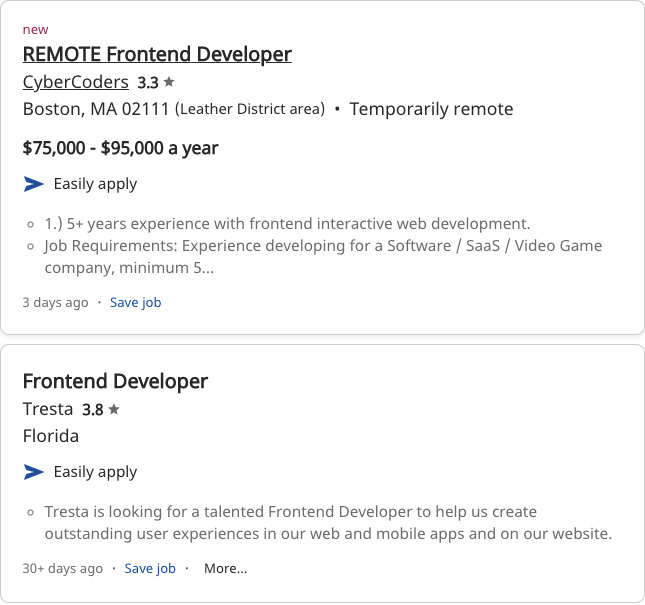 new
REMOTE Frontend Developer
CyberCoders 3.3 ★
Boston, MA 02111 (Leather District area) • Temporarily remote
$75,000 - $95,000 a year
Easily apply
1.) 5+ years experience with frontend interactive web development.
Job Requirements: Experience developing for a Software / SaaS / Video Game
company, minimum 5...
3 days ago · Save job
Frontend Developer
Tresta 3.8 ★
Florida
Easily apply
Tresta is looking for a talented Frontend Developer to help us create
outstanding user experiences in our web and mobile apps and on our website.
30+ days ago · Save job · More...